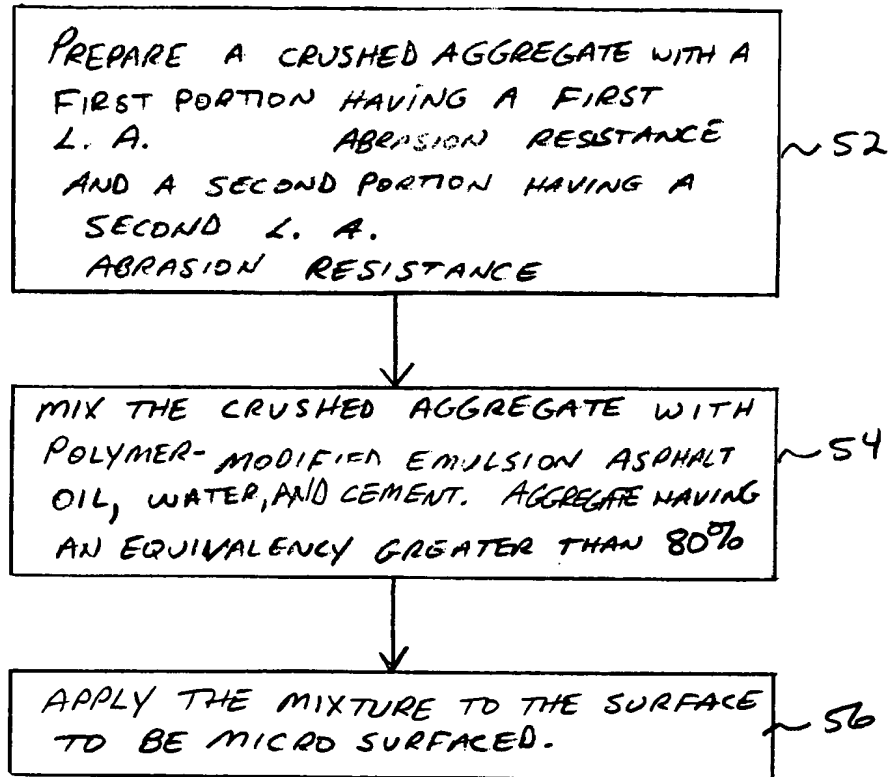 PREPARE A CRUSHED AGGREGATE WITH A
FIRST PORTION HAVING A FIRST
L. A. ABRASION RESISTANCE
AND A SECOND PORTION HAVING A
SECOND L. A.
ABRASION RESISTANCE
~52
MIX THE CRUSHED AGGREGATE WITH
POLYMER-MODIFIED EMULSION ASPHALT
OIL, WATER, AND CEMENT. AGGREGATE HAVING
AN EQUIVALENCY GREATER THAN 80%
~54
APPLY THE MIXTURE TO THE SURFACE
TO BE MICRO SURFACED.
~56